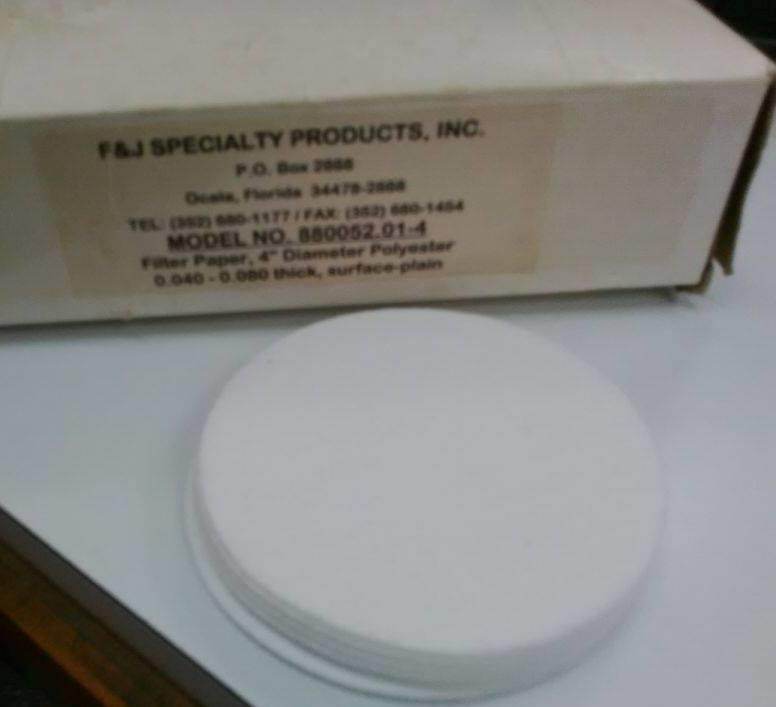 F&J SPECIALTY PRODUCTS, INC.
P.O. Box 2888
Ocala, Florida 34478-2888
TEL: (352) 680-1177 / FAX: (352) 680-1454
MODEL NO. 880052.01-4
Filter Paper, 4" Diameter Polyester
0.040 - 0.080 thick, surface-plain